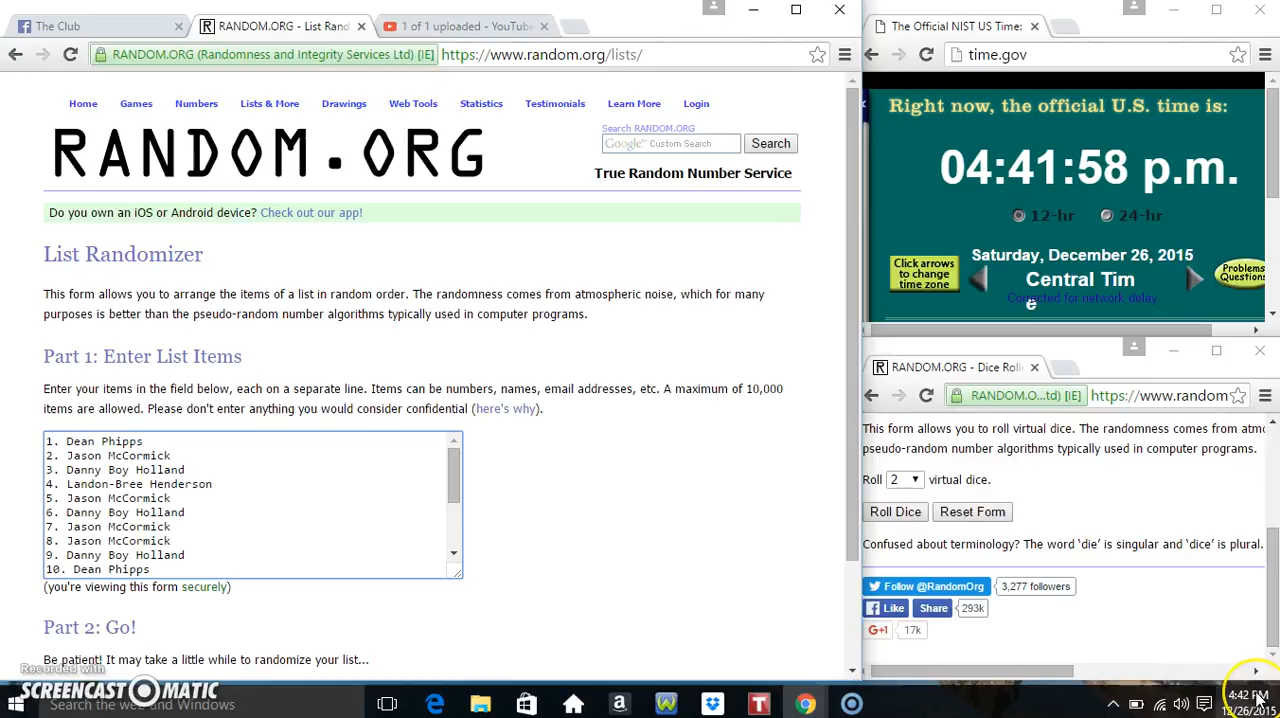 The Club
RANDOM.ORG - List Rand
1 of 1 uploaded - YouTube
RANDOM.ORG (Randomness and Integrity Services Ltd) [IE]
https://www.random.org/lists/
Home Games Numbers Lists & More Drawings Web Tools Statistics Testimonials Learn More Login
RANDOM.ORG
Search RANDOM.ORG
Google™ Custom Search
Search
True Random Number Service
Do you own an iOS or Android device? Check out our app!
List Randomizer
This form allows you to arrange the items of a list in random order. The randomness comes from atmospheric noise, which for many
purposes is better than the pseudo-random number algorithms typically used in computer programs.
Part 1: Enter List Items
Enter your items in the field below, each on a separate line. Items can be numbers, names, email addresses, etc. A maximum of 10,000
items are allowed. Please don't enter anything you would consider confidential (here's why).
1. Dean Phipps
2. Jason McCormick
3. Danny Boy Holland
4. Landon-Bree Henderson
5. Jason McCormick
6. Danny Boy Holland
7. Jason McCormick
8. Jason McCormick
9. Danny Boy Holland
10. Dean Phipps
(you're viewing this form securely)
Part 2: Go!
Be patient! It may take a little while to randomize your list...
Recorded with
SCREENCAST-O-MATIC
Search the web and Windows
The Official NIST US Time:
time.gov
Right now, the official U.S. time is:
04:41:58 p.m.
12-hr 24-hr
Click arrows
to change
time zone
Saturday, December 26, 2015
Central Tim
e
Corrected for network delay
Problems
Questions
RANDOM.ORG - Dice Roll
RANDOM.O...td) [IE]
https://www.random
This form allows you to roll virtual dice. The randomness comes from atmo
pseudo-random number algorithms typically used in computer programs.
Roll 2 virtual dice.
Roll Dice
Reset Form
Confused about terminology? The word 'die' is singular and 'dice' is plural.
Follow @RandomOrg
3,277 followers
Like
Share
293k
G+1
17k
4:42 PM
12/26/2015